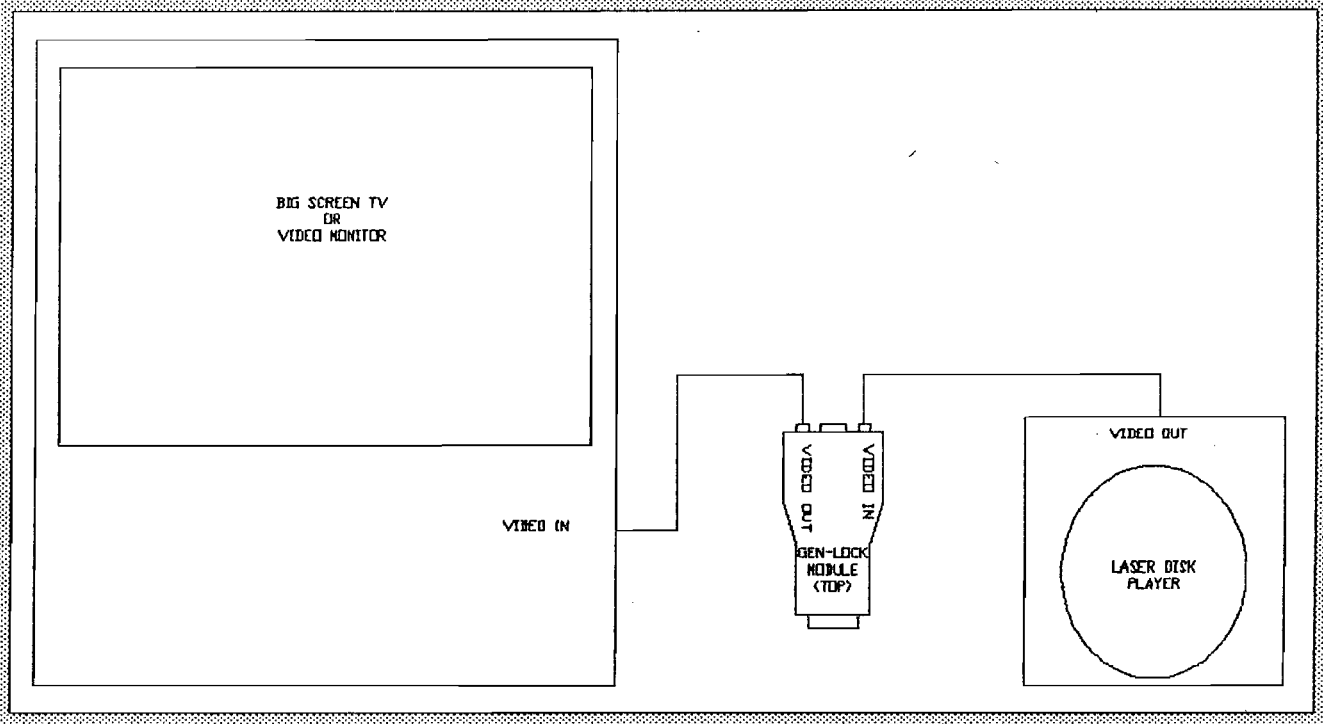 BIG SCREEN TV
OR
VIDEO MONITOR
VIDEO IN
VIDEO OUT
VIDEO IN
GEN-LOCK
MODULE
(TOP)
VIDEO OUT
LASER DISK
PLAYER